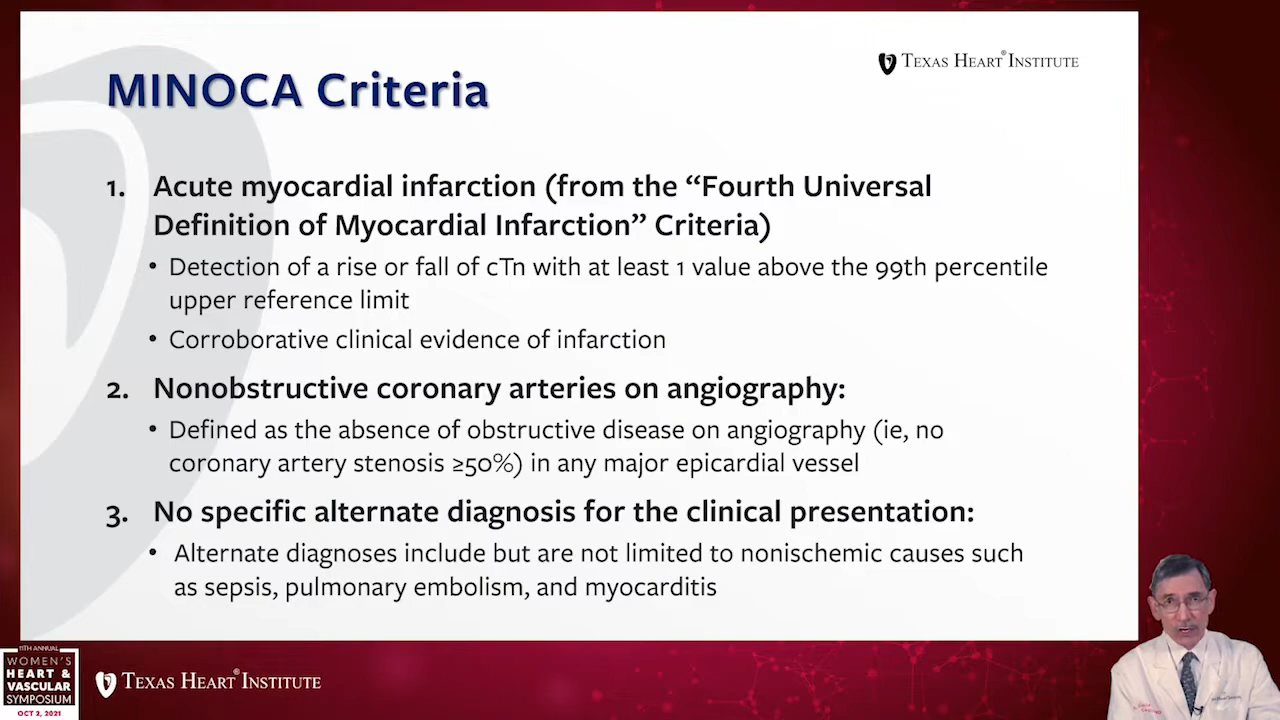 MINOCA Criteria
TEXAS HEART® INSTITUTE
1. Acute myocardial infarction (from the “Fourth Universal
Definition of Myocardial Infarction” Criteria)
• Detection of a rise or fall of cTn with at least 1 value above the 99th percentile
upper reference limit
• Corroborative clinical evidence of infarction
2. Nonobstructive coronary arteries on angiography:
• Defined as the absence of obstructive disease on angiography (ie, no
coronary artery stenosis ≥50%) in any major epicardial vessel
3. No specific alternate diagnosis for the clinical presentation:
• Alternate diagnoses include but are not limited to nonischemic causes such
as sepsis, pulmonary embolism, and myocarditis
11TH ANNUAL
WOMEN'S
HEART &
VASCULAR
SYMPOSIUM
OCT 2, 2021
TEXAS HEART® INSTITUTE